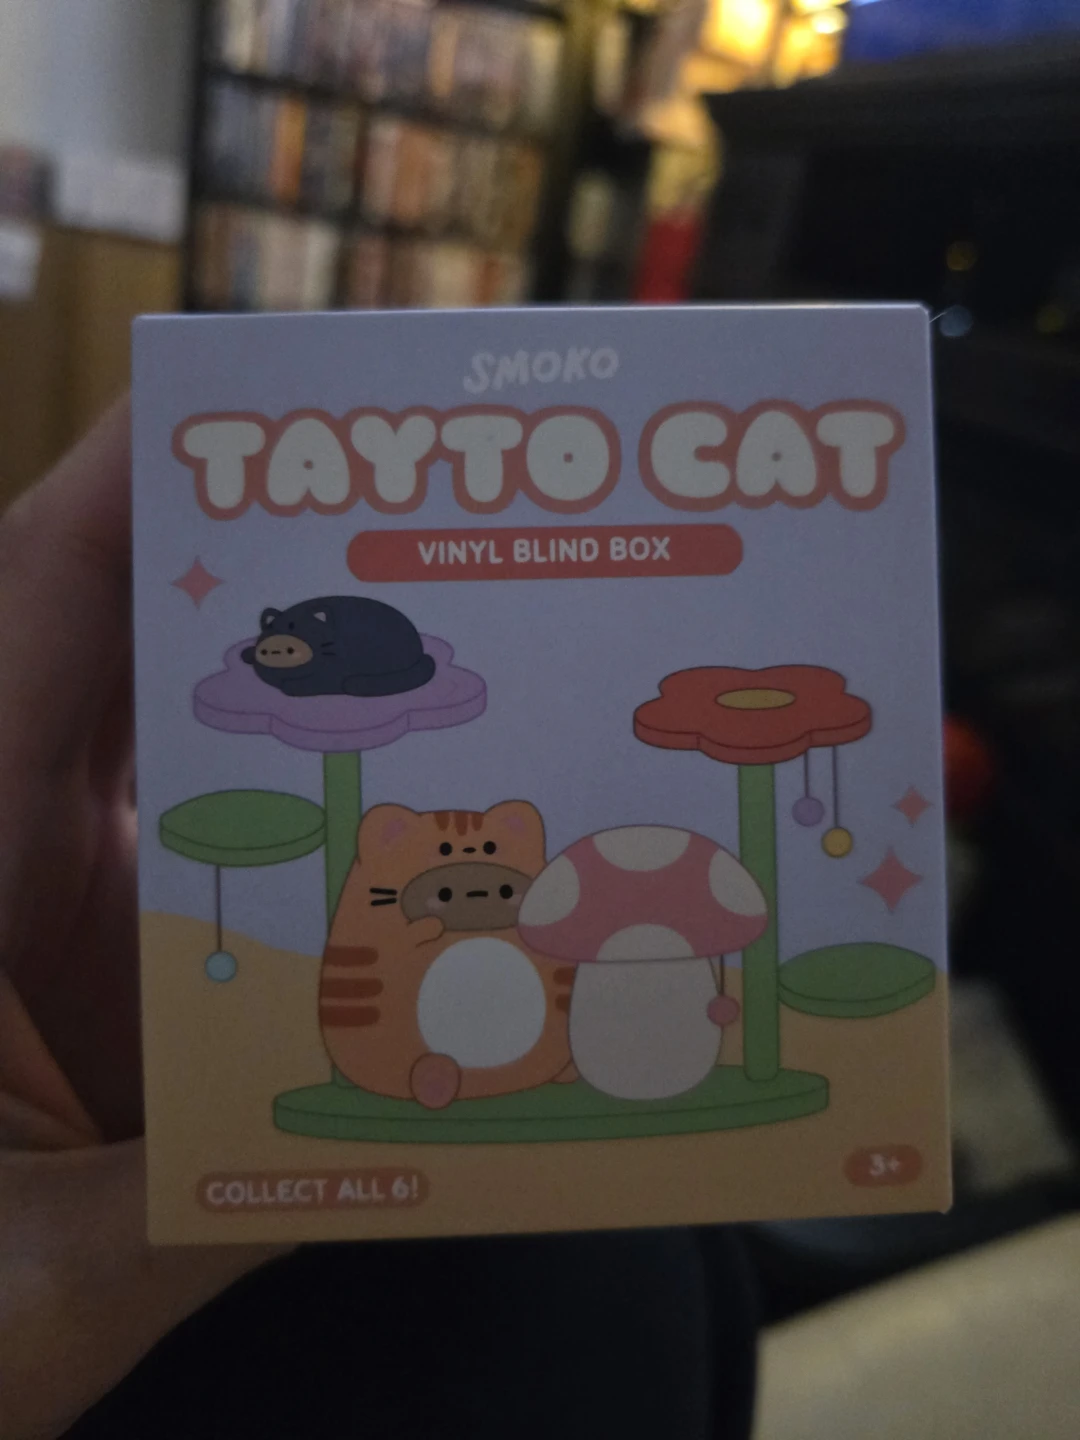 SMOKO
TAYTO CAT
VINYL BLIND BOX
COLLECT ALL 6!
3+